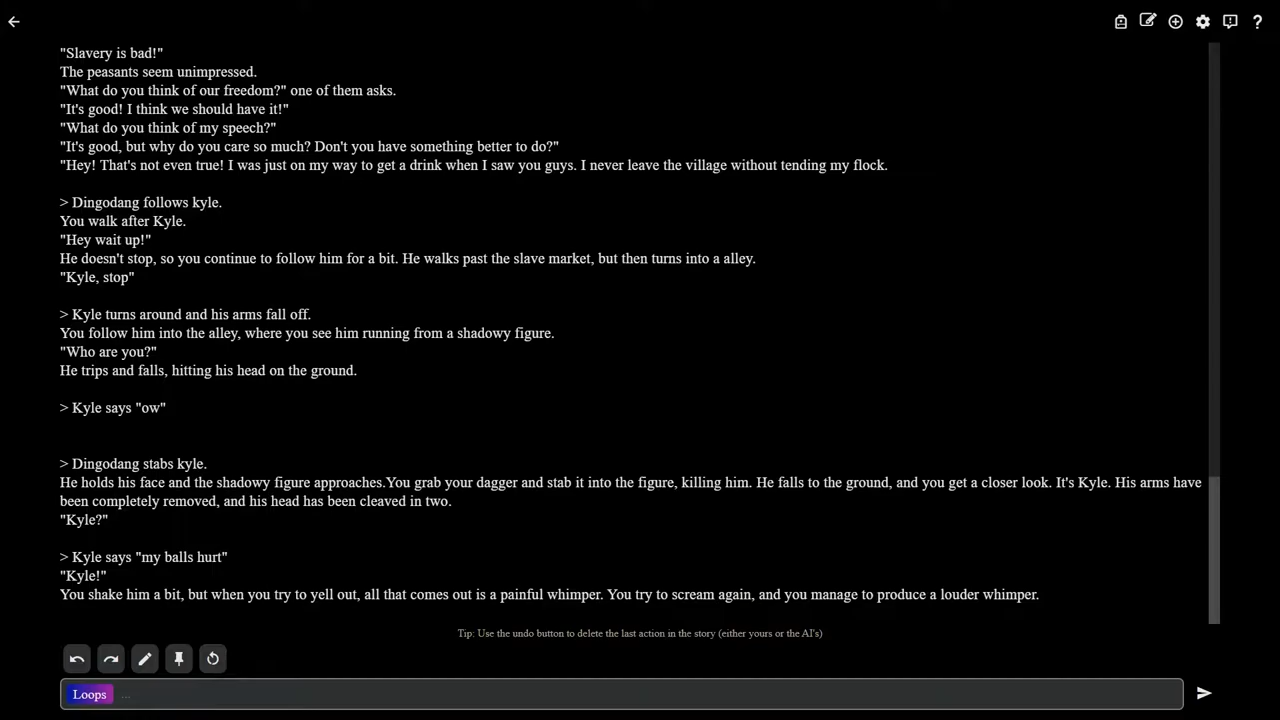 "Slavery is bad!"
The peasants seem unimpressed.
"What do you think of our freedom?" one of them asks.
"It's good! I think we should have it!"
"What do you think of my speech?"
"It's good, but why do you care so much? Don't you have something better to do?"
"Hey! That's not even true! I was just on my way to get a drink when I saw you guys. I never leave the village without tending my flock.
> Dingodang follows kyle.
You walk after Kyle.
"Hey wait up!"
He doesn't stop, so you continue to follow him for a bit. He walks past the slave market, but then turns into a alley.
"Kyle, stop"
> Kyle turns around and his arms fall off.
You follow him into the alley, where you see him running from a shadowy figure.
"Who are you?"
He trips and falls, hitting his head on the ground.
> Kyle says "ow"
> Dingodang stabs kyle.
He holds his face and the shadowy figure approaches.You grab your dagger and stab it into the figure, killing him. He falls to the ground, and you get a closer look. It's Kyle. His arms have
been completely removed, and his head has been cleaved in two.
"Kyle?"
> Kyle says "my balls hurt"
"Kyle!"
You shake him a bit, but when you try to yell out, all that comes out is a painful whimper. You try to scream again, and you manage to produce a louder whimper.
Tip: Use the undo button to delete the last action in the story (either yours or the AI's)
Loops ...